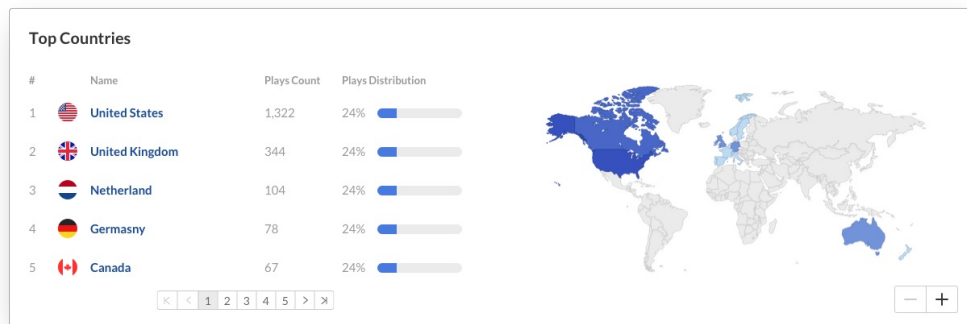 Top Countries
# Name Plays Count Plays Distribution
1 United States 1,322 24%
2 United Kingdom 344 24%
3 Netherland 104 24%
4 Germasny 78 24%
5 Canada 67 24%
1 2 3 4 5